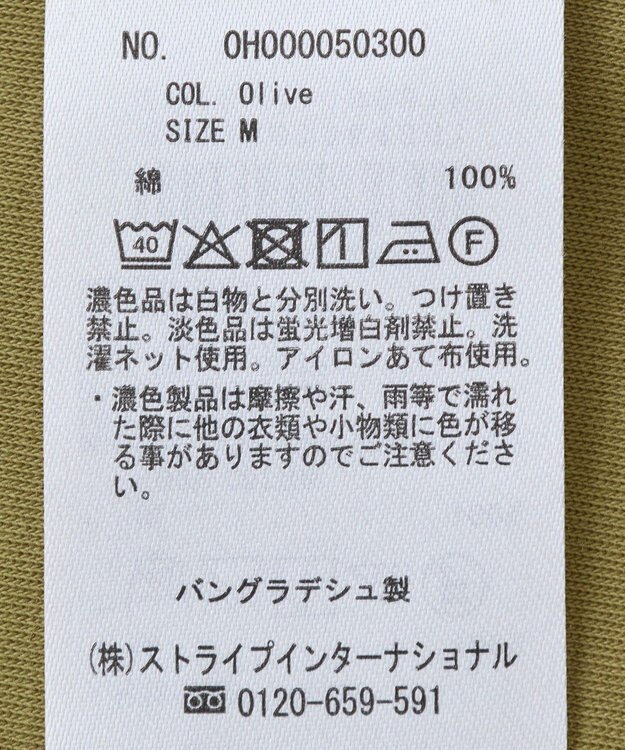 NO. OH000050300
COL. Olive
SIZE M
綿 100%
40 F
濃色品は白物と分別洗い。つけ置き
禁止。淡色品は蛍光増白剤禁止。洗
濯ネット使用。アイロンあて布使用。
・濃色製品は摩擦や汗、雨等で濡れ
た際に他の衣類や小物類に色が移
る事がありますのでご注意くださ
い。
バングラデシュ製
(株)ストライプインターナショナル
0120-659-591